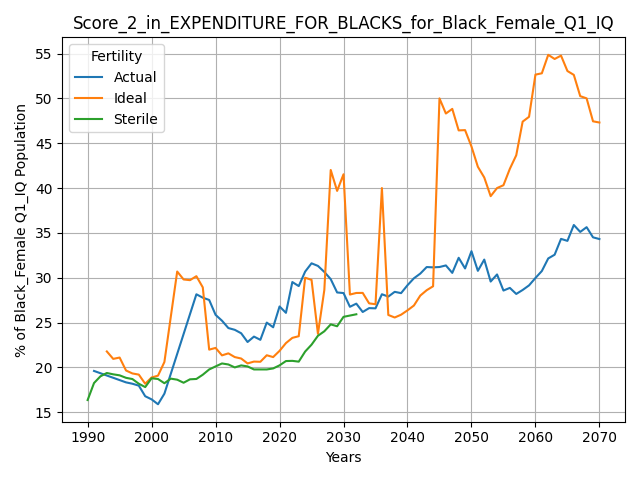 Score_2_in_EXPENDITURE_FOR_BLACKS_for_Black_Female_Q1_IQ
Fertility
Actual
Ideal
Sterile
% of Black_Female Q1_IQ Population
55
50
45
40
35
30
25
20
15
1990
2000
2010
2020
2030
2040
2050
2060
2070
Years